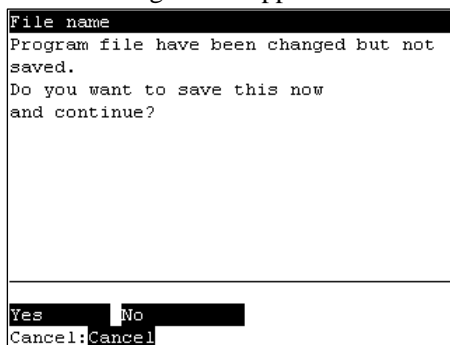 File name
Program file have been changed but not
saved.
Do you want to save this now
and continue?
Yes No
Cancel:Cancel